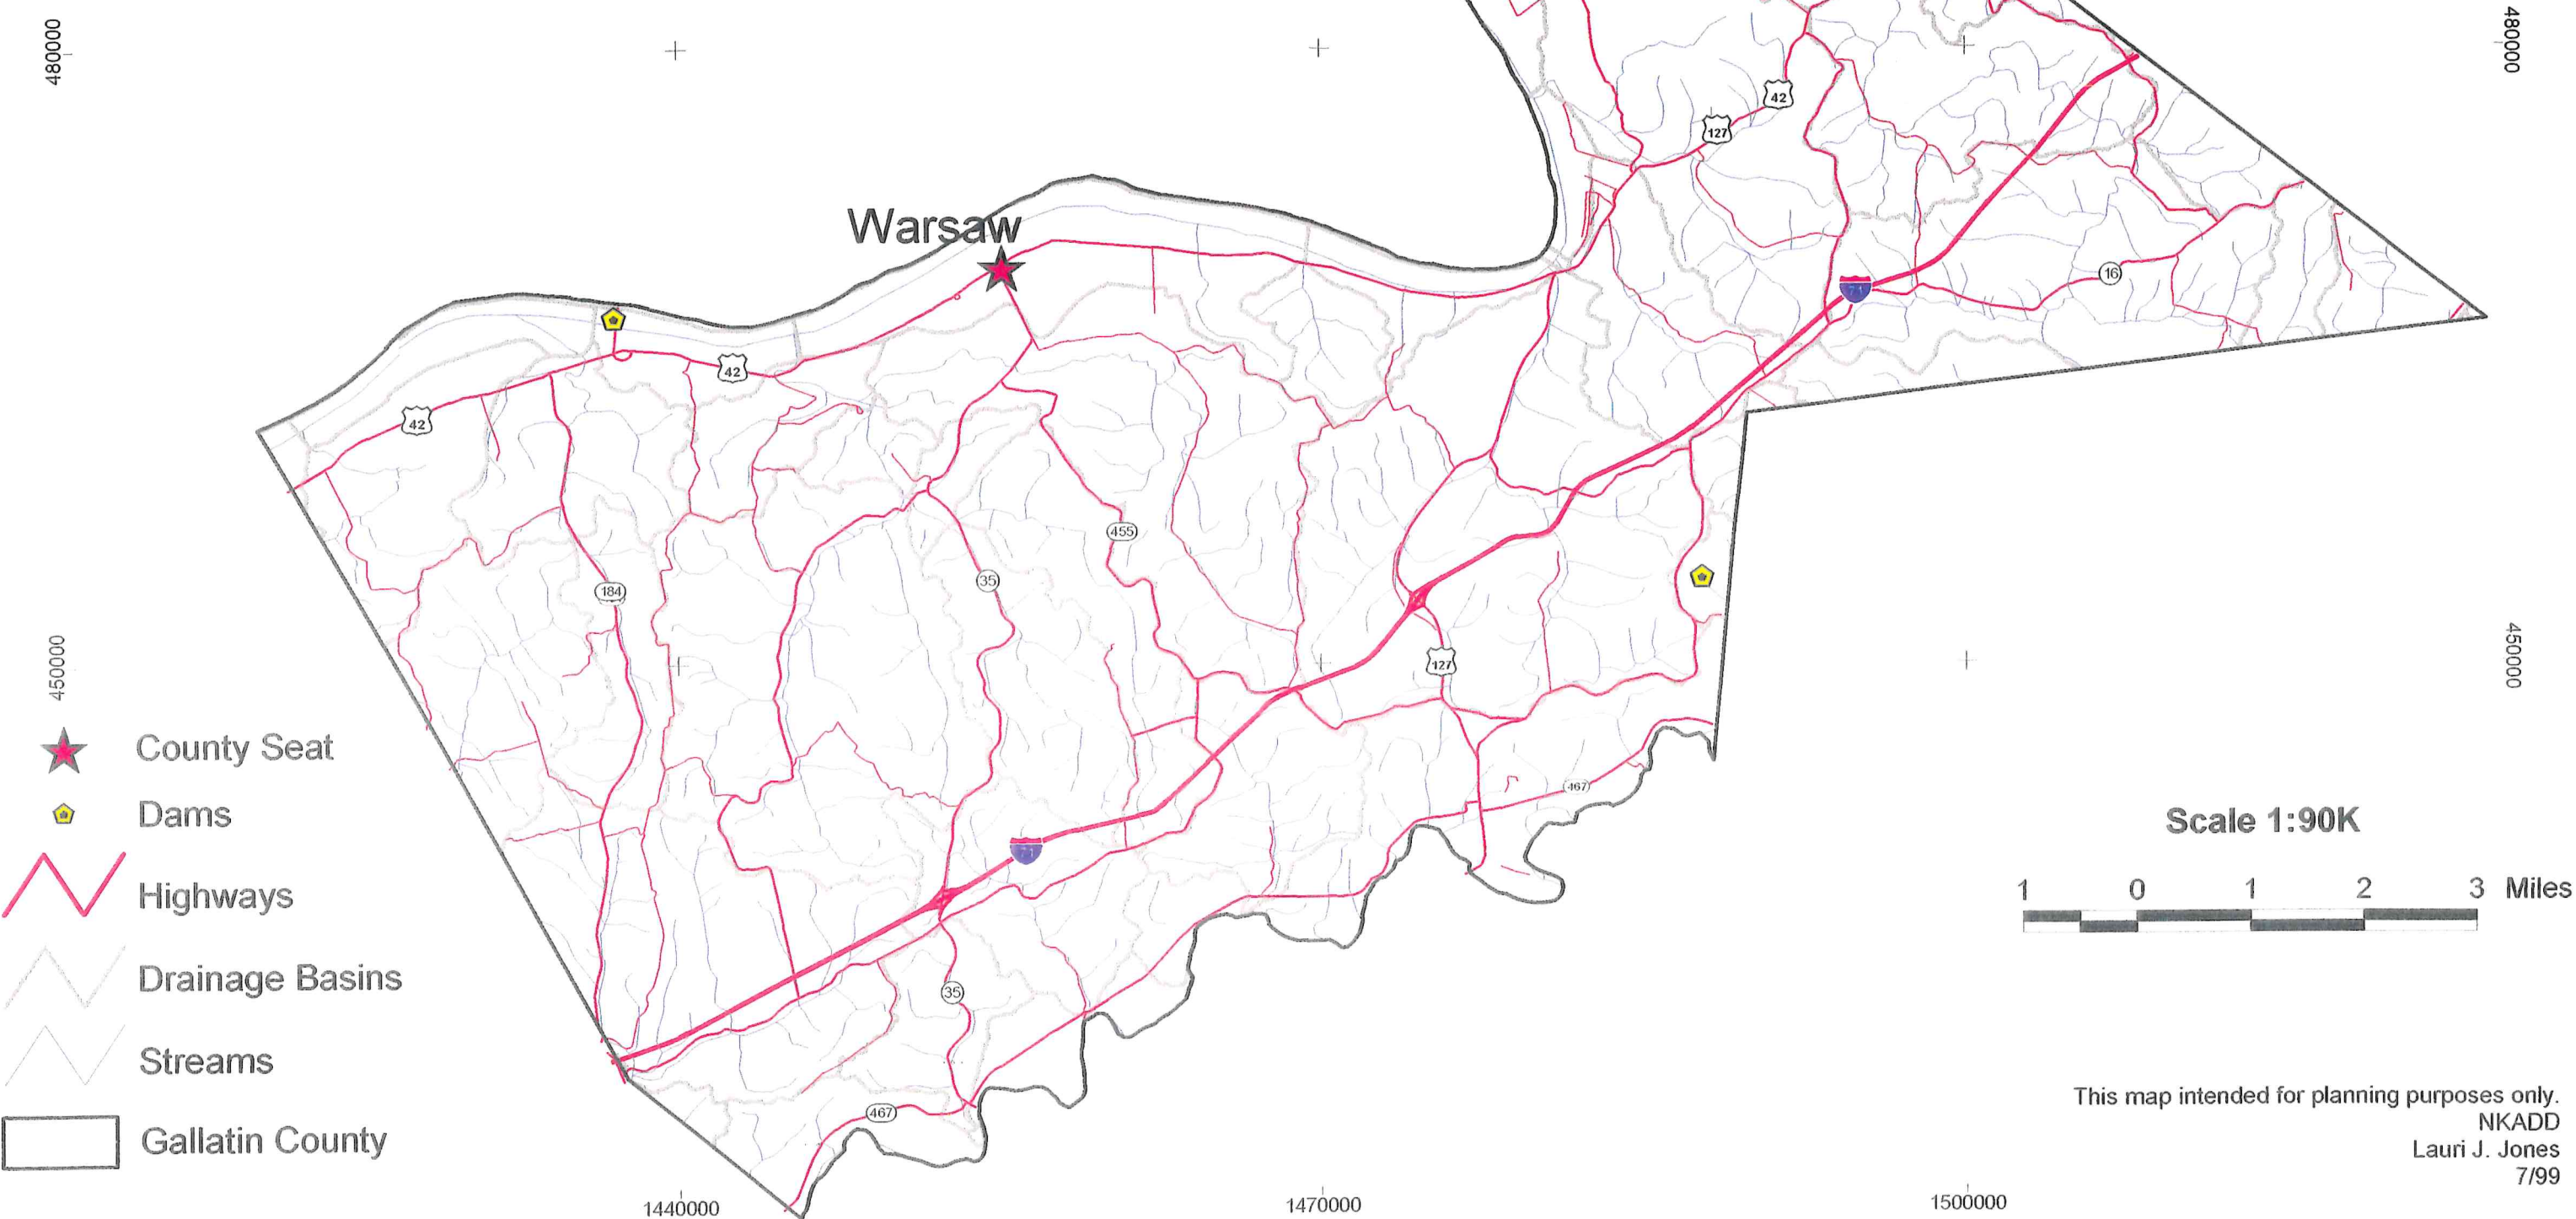 480000
480000
42
127
Warsaw
16
71
42
42
455
35
184
450000
450000
127
County Seat
467
Dams
Scale 1:90K
71
1 0 1 2 3 Miles
Highways
Drainage Basins
35
Streams
This map intended for planning purposes only.
467
NKADD
Gallatin County
Lauri J. Jones
7/99
1440000
1470000
1500000